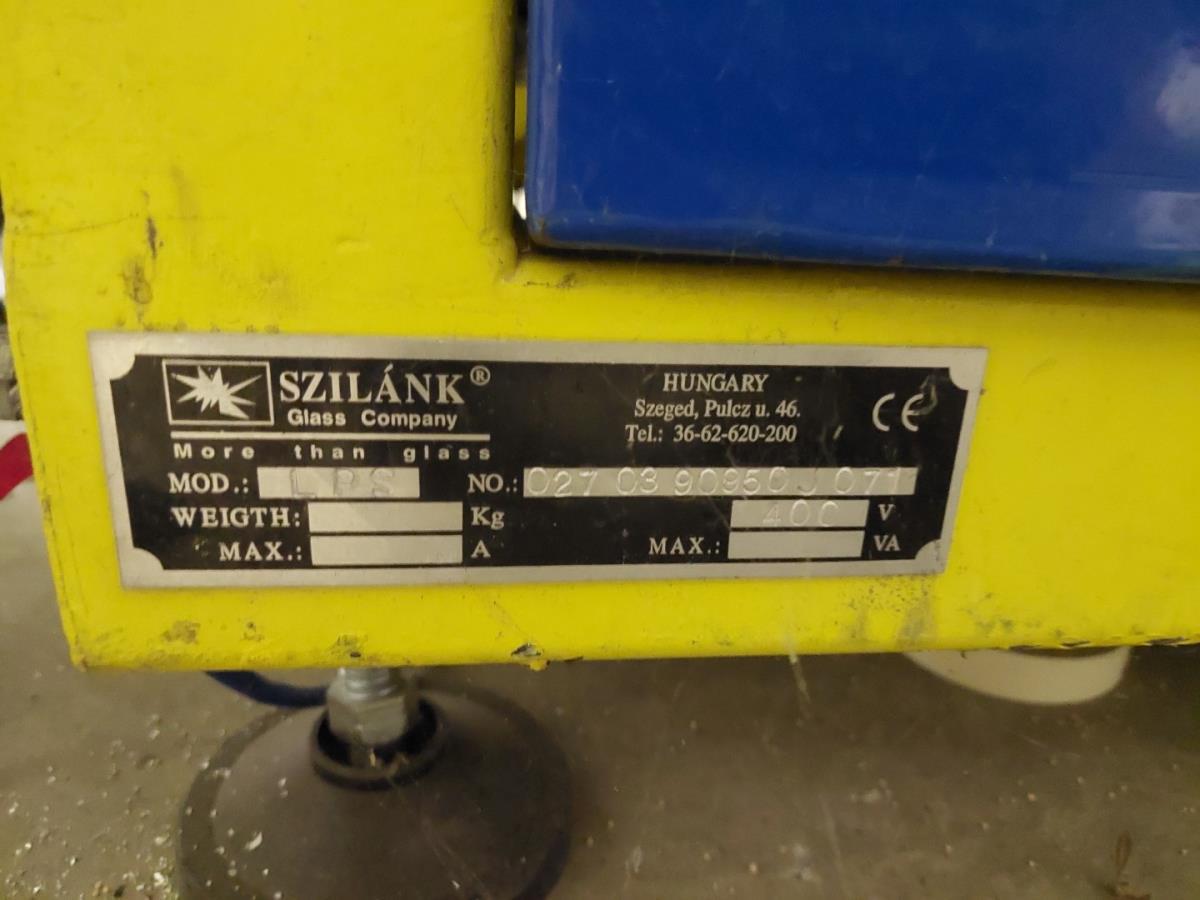 SZILÁNK®
Glass Company
More than glass
HUNGARY
Szeged, Pulcz u. 46.
Tel.: 36-62-620-200
CE
MOD.: LPS NO.: 027 03 90950J 071
WEIGTH: Kg 400 V
MAX.: A MAX.: VA